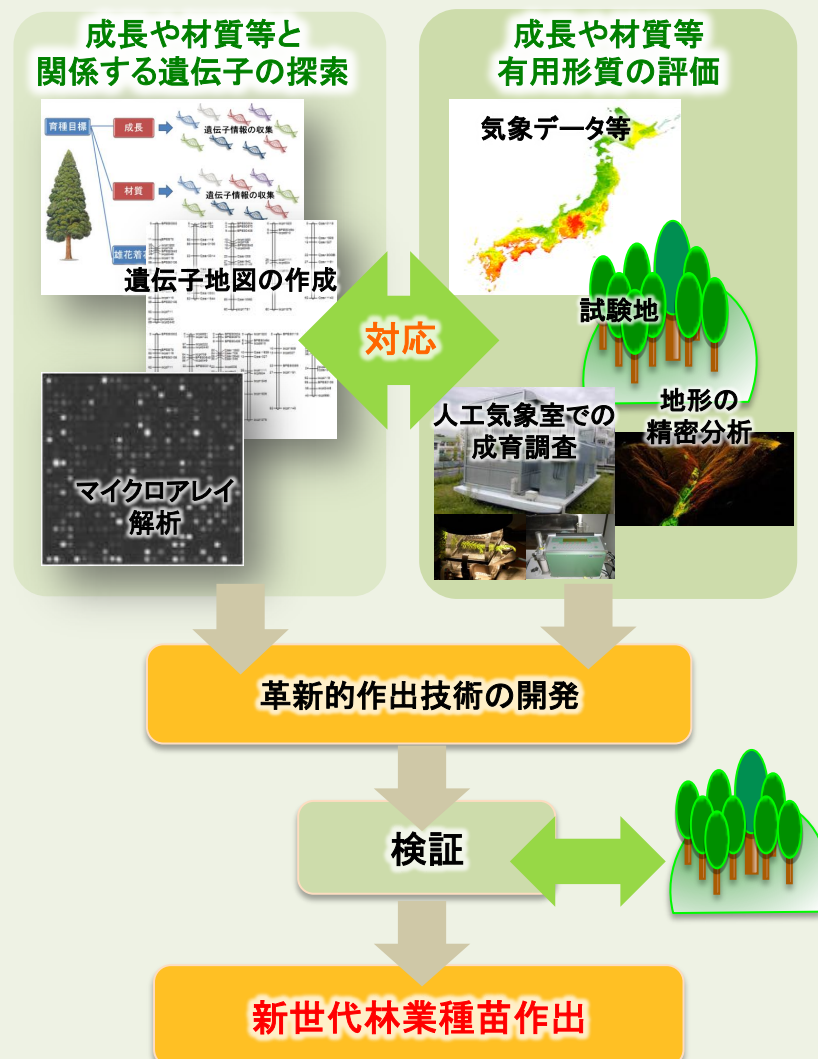 成長や材質等と
関係する遺伝子の探索
育種目標
成長
遺伝子情報の収集
材質
遺伝子情報の収集
雄花着
遺伝子地図の作成
マイクロアレイ
解析
対応
成長や材質等
有用形質の評価
気象データ等
試験地
人工気象室での
成育調査
地形の
精密分析
革新的作出技術の開発
検証
新世代林業種苗作出